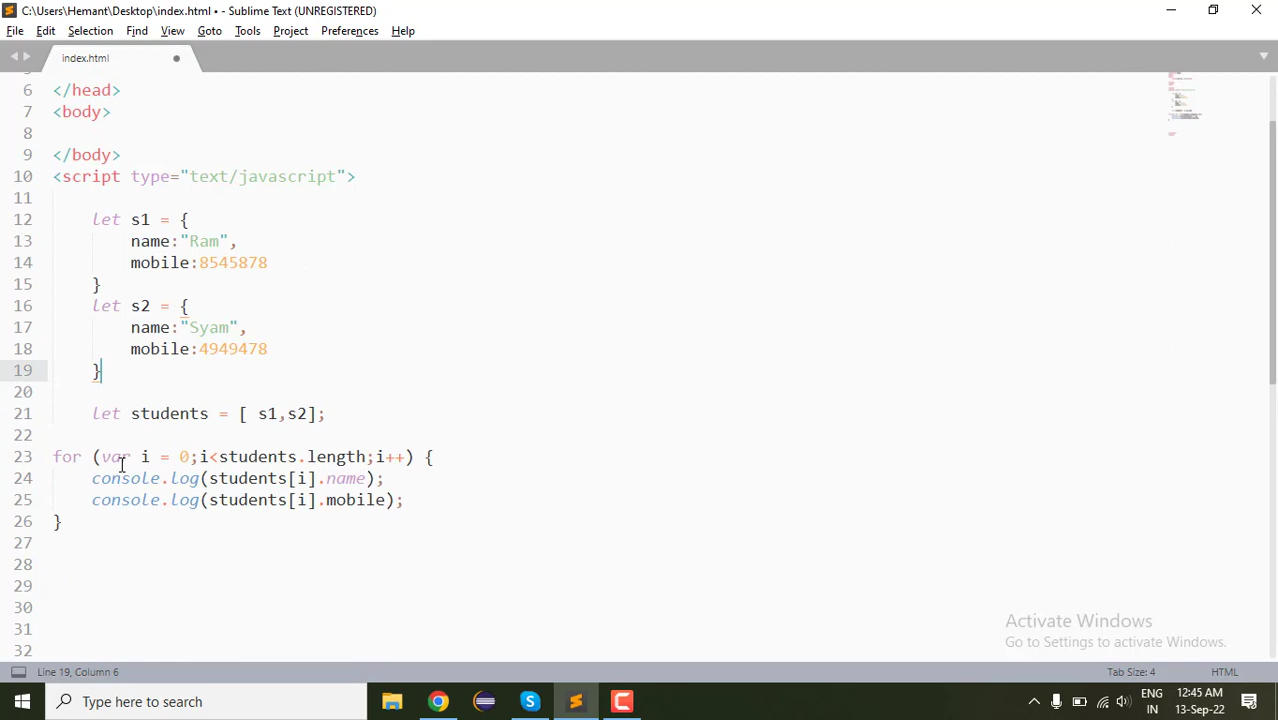 C:\Users\Hemant\Desktop\index.html • - Sublime Text (UNREGISTERED)
File Edit Selection Find View Goto Tools Project Preferences Help
index.html
6 </head>
7 <body>
8
9 </body>
10 <script type="text/javascript">
11
12 let s1 = {
13 name:"Ram",
14 mobile:8545878
15 }
16 let s2 = {
17 name:"Syam",
18 mobile:4949478
19 }
20
21 let students = [ s1,s2];
22
23 for (var i = 0;i<students.length;i++) {
24 console.log(students[i].name);
25 console.log(students[i].mobile);
26 }
27
28
29
30
31
32
Activate Windows
Go to Settings to activate Windows.
Line 19, Column 6 Tab Size: 4 HTML
Type here to search
ENG 12:45 AM
IN 13-Sep-22